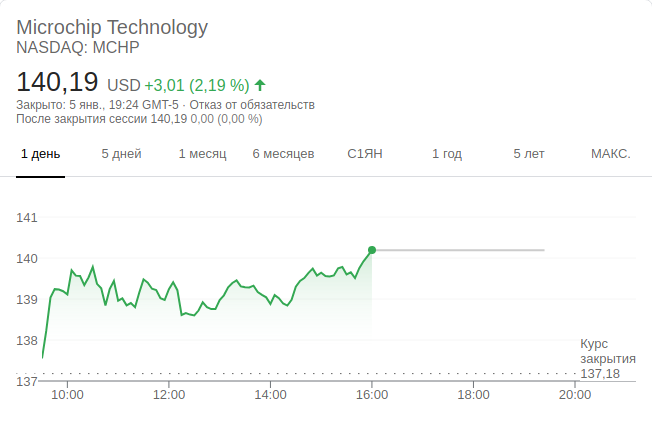 Microchip Technology
NASDAQ: MCHP
140,19 USD +3,01 (2,19 %)
Закрыто: 5 янв., 19:24 GMT-5 · Отказ от обязательств
После закрытия сессии 140,19 0,00 (0,00 %)
1 день 5 дней 1 месяц 6 месяцев С1ЯН 1 год 5 лет МАКС.
141
140
139
138
137
Курс
закрытия
137,18
10:00 12:00 14:00 16:00 18:00 20:00